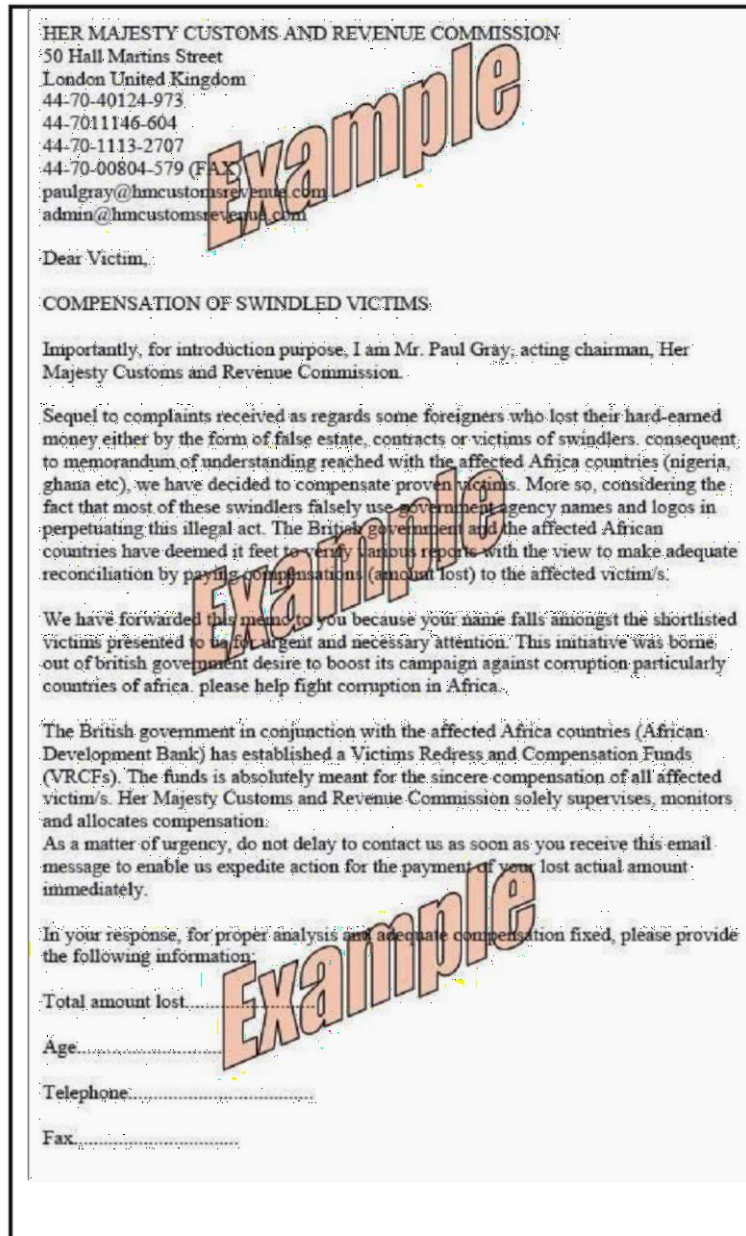 HER MAJESTY CUSTOMS AND REVENUE COMMISSION
50 Hall Martins Street
London United Kingdom
44-70-40124-973
44-7011146-604
44-70-1113-2707
44-70-00804-579 (FAX)
paulgray@hmcustomsrevenue.com
admin@hmcustomsrevenue.com
Example
Dear Victim,
COMPENSATION OF SWINDLED VICTIMS
Importantly, for introduction purpose, I am Mr. Paul Gray, acting chairman, Her
Majesty Customs and Revenue Commission.
Sequel to complaints received as regards some foreigners who lost their hard-earned
money either by the form of false estate, contracts or victims of swindlers. consequent
to memorandum of understanding reached with the affected Africa countries (nigeria,
ghana etc), we have decided to compensate proven victims. More so, considering the
fact that most of these swindlers falsely use government agency names and logos in
perpetuating this illegal act. The British government and the affected African
countries have deemed it feet to verify various reports with the view to make adequate
reconciliation by paying compensations (amount lost) to the affected victim/s.
Example
We have forwarded this memo to you because your name falls amongst the shortlisted
victims presented to us for urgent and necessary attention. This initiative was borne
out of british government desire to boost its campaign against corruption particularly
countries of africa. please help fight corruption in Africa.
The British government in conjunction with the affected Africa countries (African
Development Bank) has established a Victims Redress and Compensation Funds
(VRCFs). The funds is absolutely meant for the sincere compensation of all affected
victim/s. Her Majesty Customs and Revenue Commission solely supervises, monitors
and allocates compensation.
As a matter of urgency, do not delay to contact us as soon as you receive this email
message to enable us expedite action for the payment of your lost actual amount
immediately.
In your response, for proper analysis and adequate compensation fixed, please provide
the following information:
Example
Total amount lost..........................
Age..........................
Telephone..................................
Fax..............................